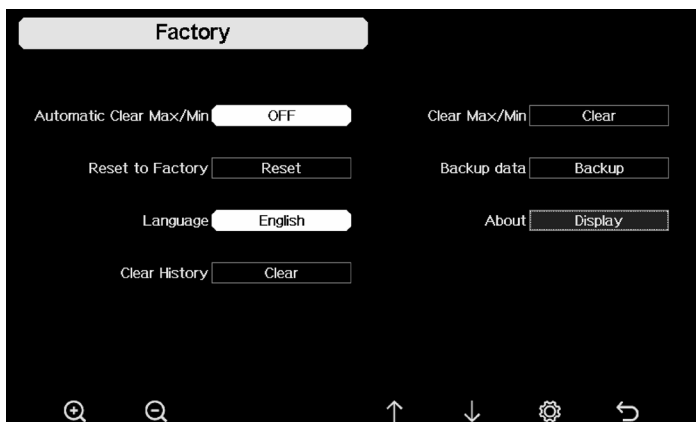 Factory
Automatic Clear Max/Min OFF
Clear Max/Min Clear
Reset to Factory Reset
Backup data Backup
Language English
About Display
Clear History Clear